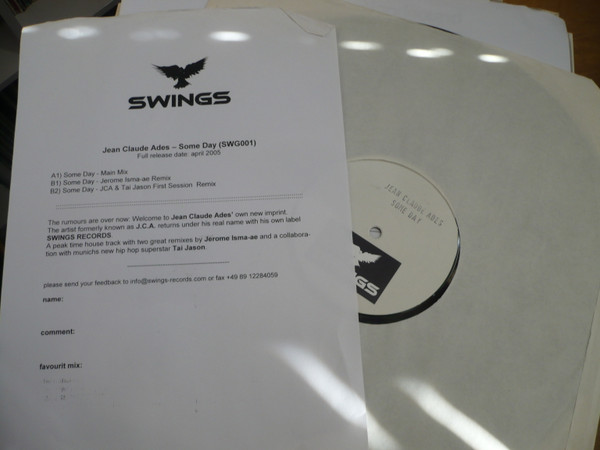 SWINGS
Jean Claude Ades – Some Day (SWG001)
Full release date: april 2005
A1) Some Day - Main Mix
B1) Some Day - Jerome Isma-ae Remix
B2) Some Day - JCA & Tai Jason First Session Remix
The rumours are over now: Welcome to Jean Claude Ades' own new imprint.
The artist formerly known as J.C.A. returns under his real name with his own label
SWINGS RECORDS.
A peak time house track with two great remixes by Jerome Isma-ae and a collabora-
tion with munichs new hip hop superstar Tai Jason.
please send your feedback to info@swings-records.com or fax +49 89 12284059
name:
comment:
favourit mix:
JEAN CLAUDE ADES
SOME DAY
NGS